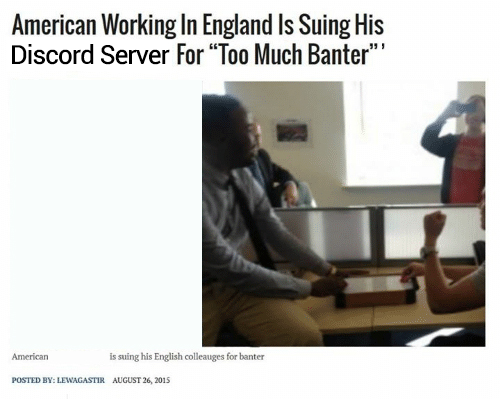 American Working In England Is Suing His
Discord Server For “Too Much Banter”’
American is suing his English colleauges for banter
POSTED BY: LEWAGASTIR AUGUST 26, 2015